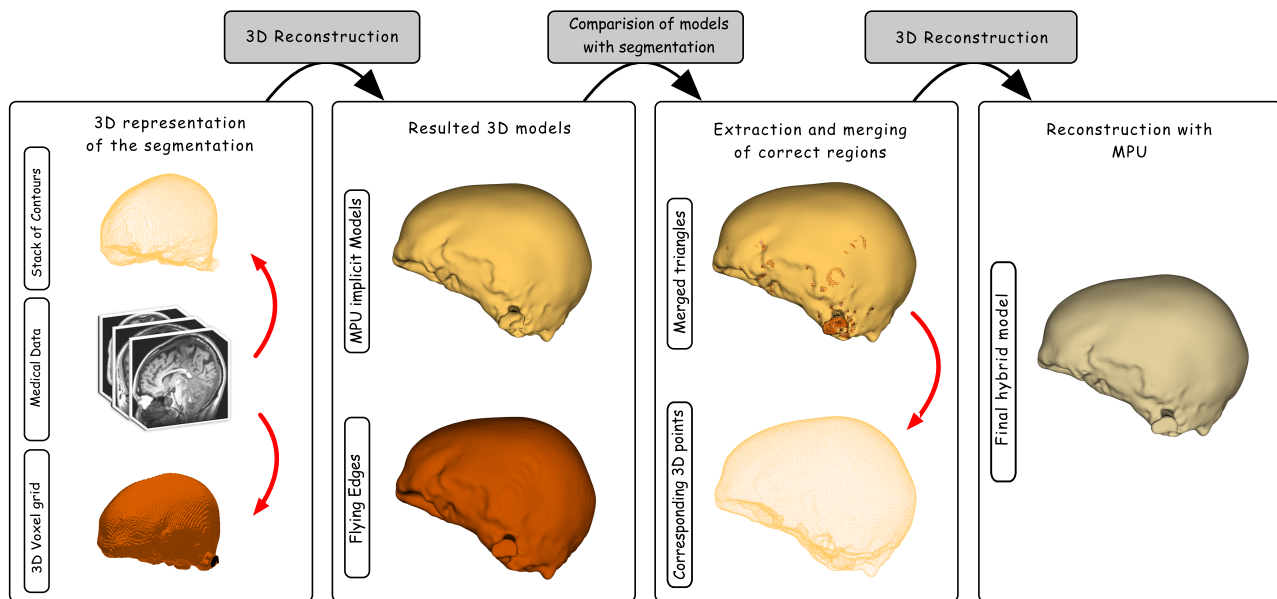 3D Reconstruction
Comparision of models
with segmentation
3D Reconstruction
3D representation
of the segmentation
Stack of Contours
Medical Data
3D Voxel grid
Resulted 3D models
MPU implicit Models
Flying Edges
Extraction and merging
of correct regions
Merged triangles
Corresponding 3D points
Reconstruction with
MPU
Final hybrid model